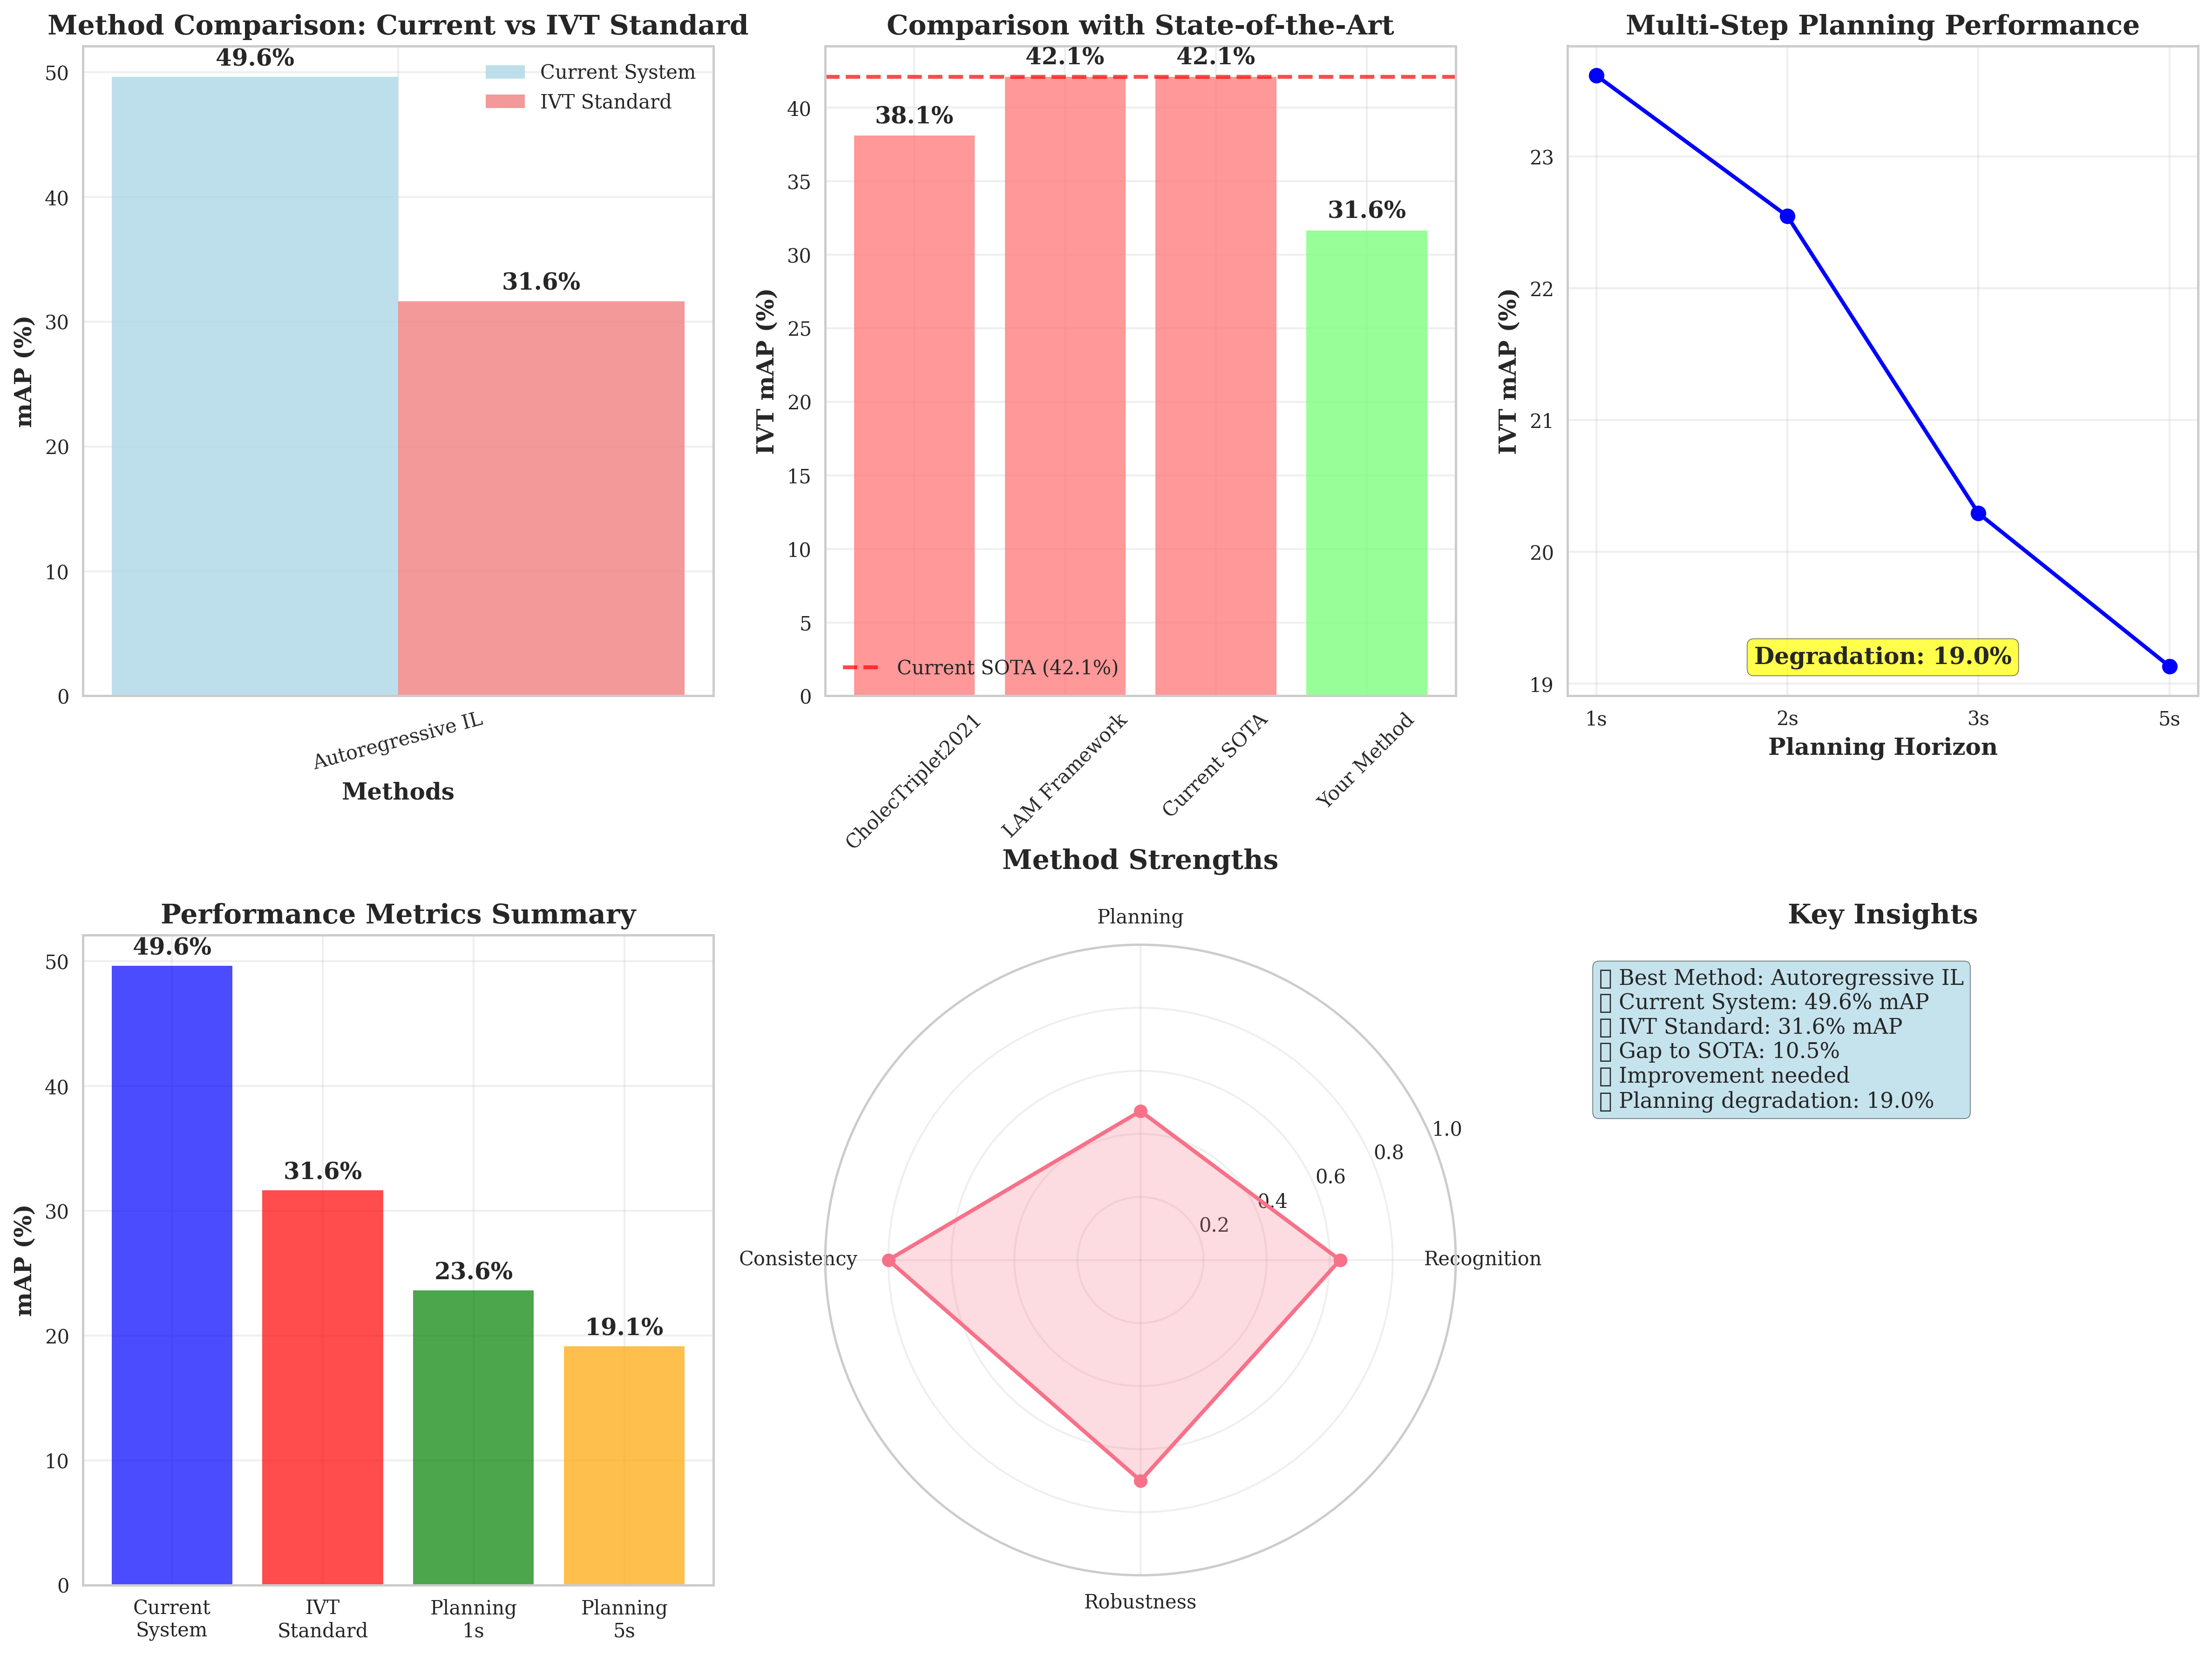 Method Comparison: Current vs IVT Standard
49.6%
31.6%
Current System
IVT Standard
50
40
30
20
10
0
mAP (%)
Autoregressive IL
Methods
Comparison with State-of-the-Art
38.1%
42.1%
42.1%
31.6%
40
35
30
25
20
15
10
5
0
IVT mAP (%)
Current SOTA (42.1%)
CholecTriplet2021
LAM Framework
Current SOTA
Your Method
Multi-Step Planning Performance
23
22
21
20
19
IVT mAP (%)
Degradation: 19.0%
1s
2s
3s
5s
Planning Horizon
Performance Metrics Summary
49.6%
31.6%
23.6%
19.1%
50
40
30
20
10
0
mAP (%)
Current
System
IVT
Standard
Planning
1s
Planning
5s
Method Strengths
Planning
1.0
0.8
0.6
0.4
0.2
Consistency
Recognition
Robustness
Key Insights
Best Method: Autoregressive IL
Current System: 49.6% mAP
IVT Standard: 31.6% mAP
Gap to SOTA: 10.5%
Improvement needed
Planning degradation: 19.0%